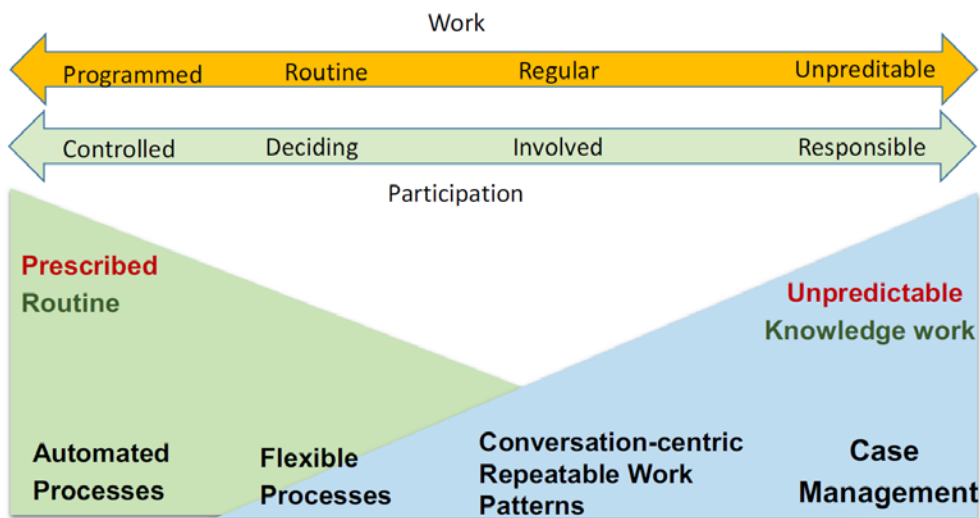 Work
Programmed Routine Regular Unpreditable
Controlled Deciding Involved Responsible
Participation
Prescribed
Routine
Unpredictable
Knowledge work
Automated
Processes
Flexible
Processes
Conversation-centric
Repeatable Work
Patterns
Case
Management